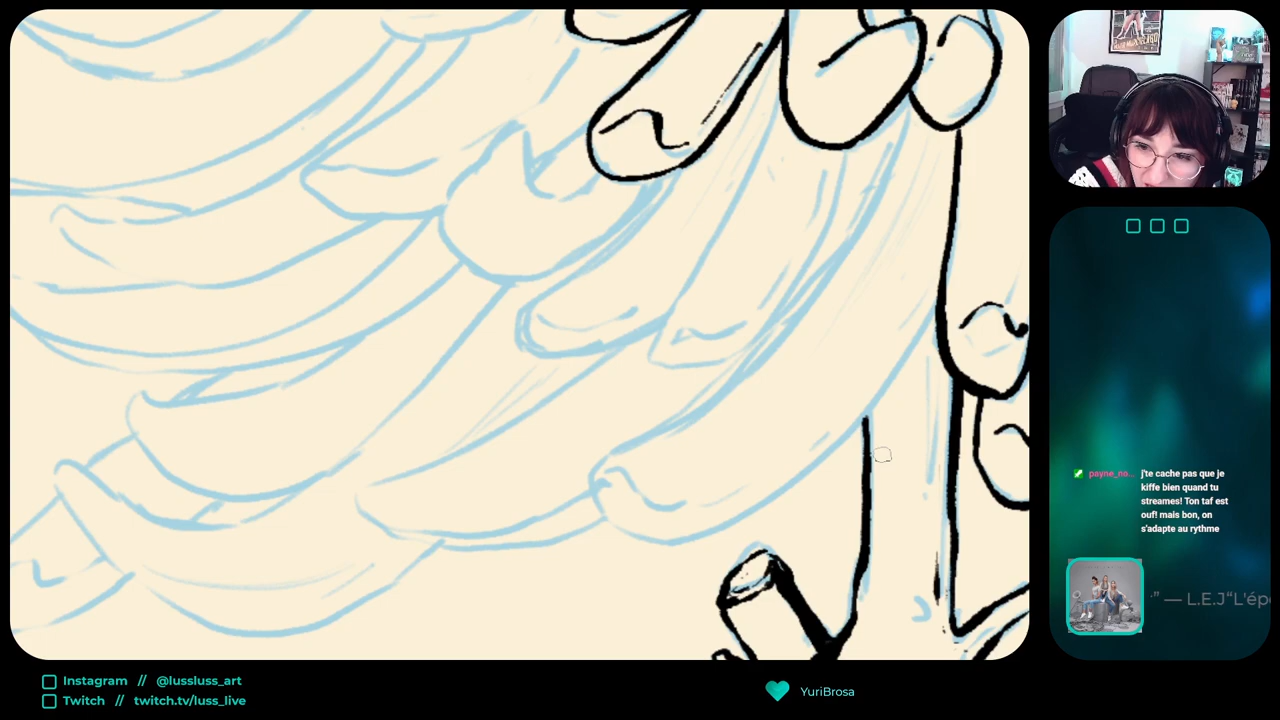 payne_no... j'te cache pas que je
kiffe bien quand tu
streames! Ton taf est
ouf! mais bon, on
s'adapte au rythme
" — L.E.J"L'ép
Instagram // @lussluss_art
Twitch // twitch.tv/luss_live
YuriBrosa